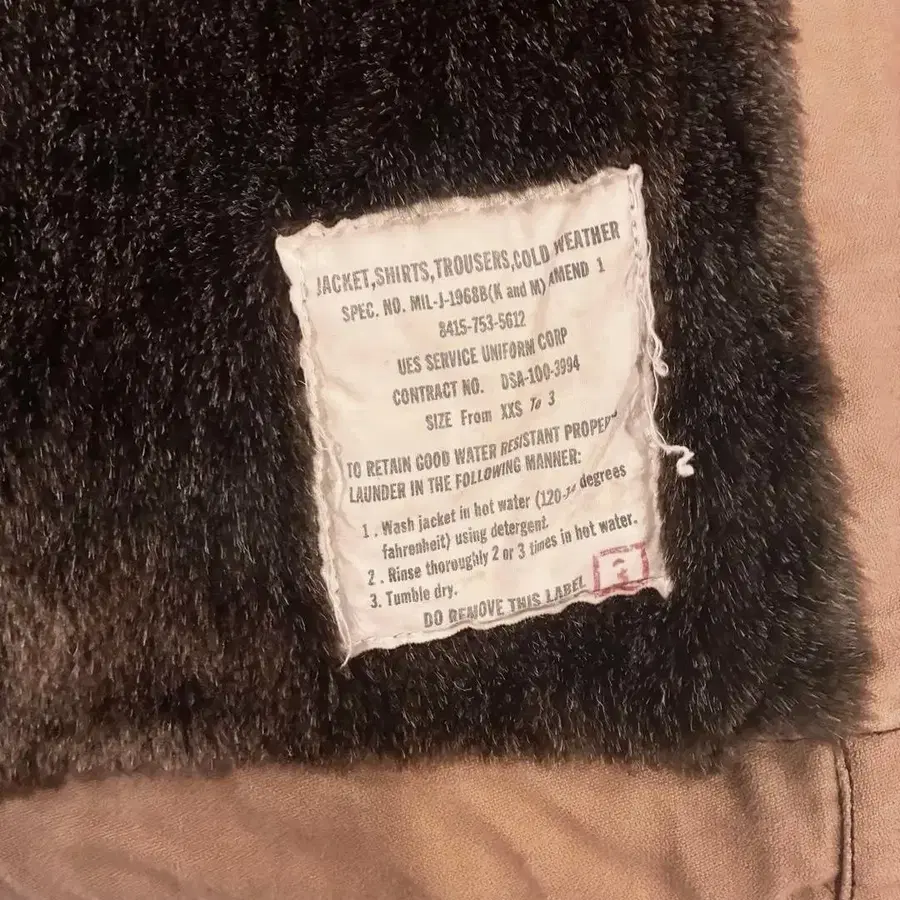 JACKET,SHIRTS,TROUSERS,COLD WEATHER
SPEC. NO. MIL-J-1968B(K and M) AMEND 1
8415-753-5612
UES SERVICE UNIFORM CORP
CONTRACT NO. DSA-100-3994
SIZE From XXS To 3
TO RETAIN GOOD WATER RESISTANT
LAUNDER IN THE FOLLOWING MANNER:
1 . Wash jacket in hot water degrees
fahrenheit) using detergent.
2 . Rinse thoroughly 2 or 3 times in hot water.
3. Tumble dry.
DO REMOVE THIS LABEL